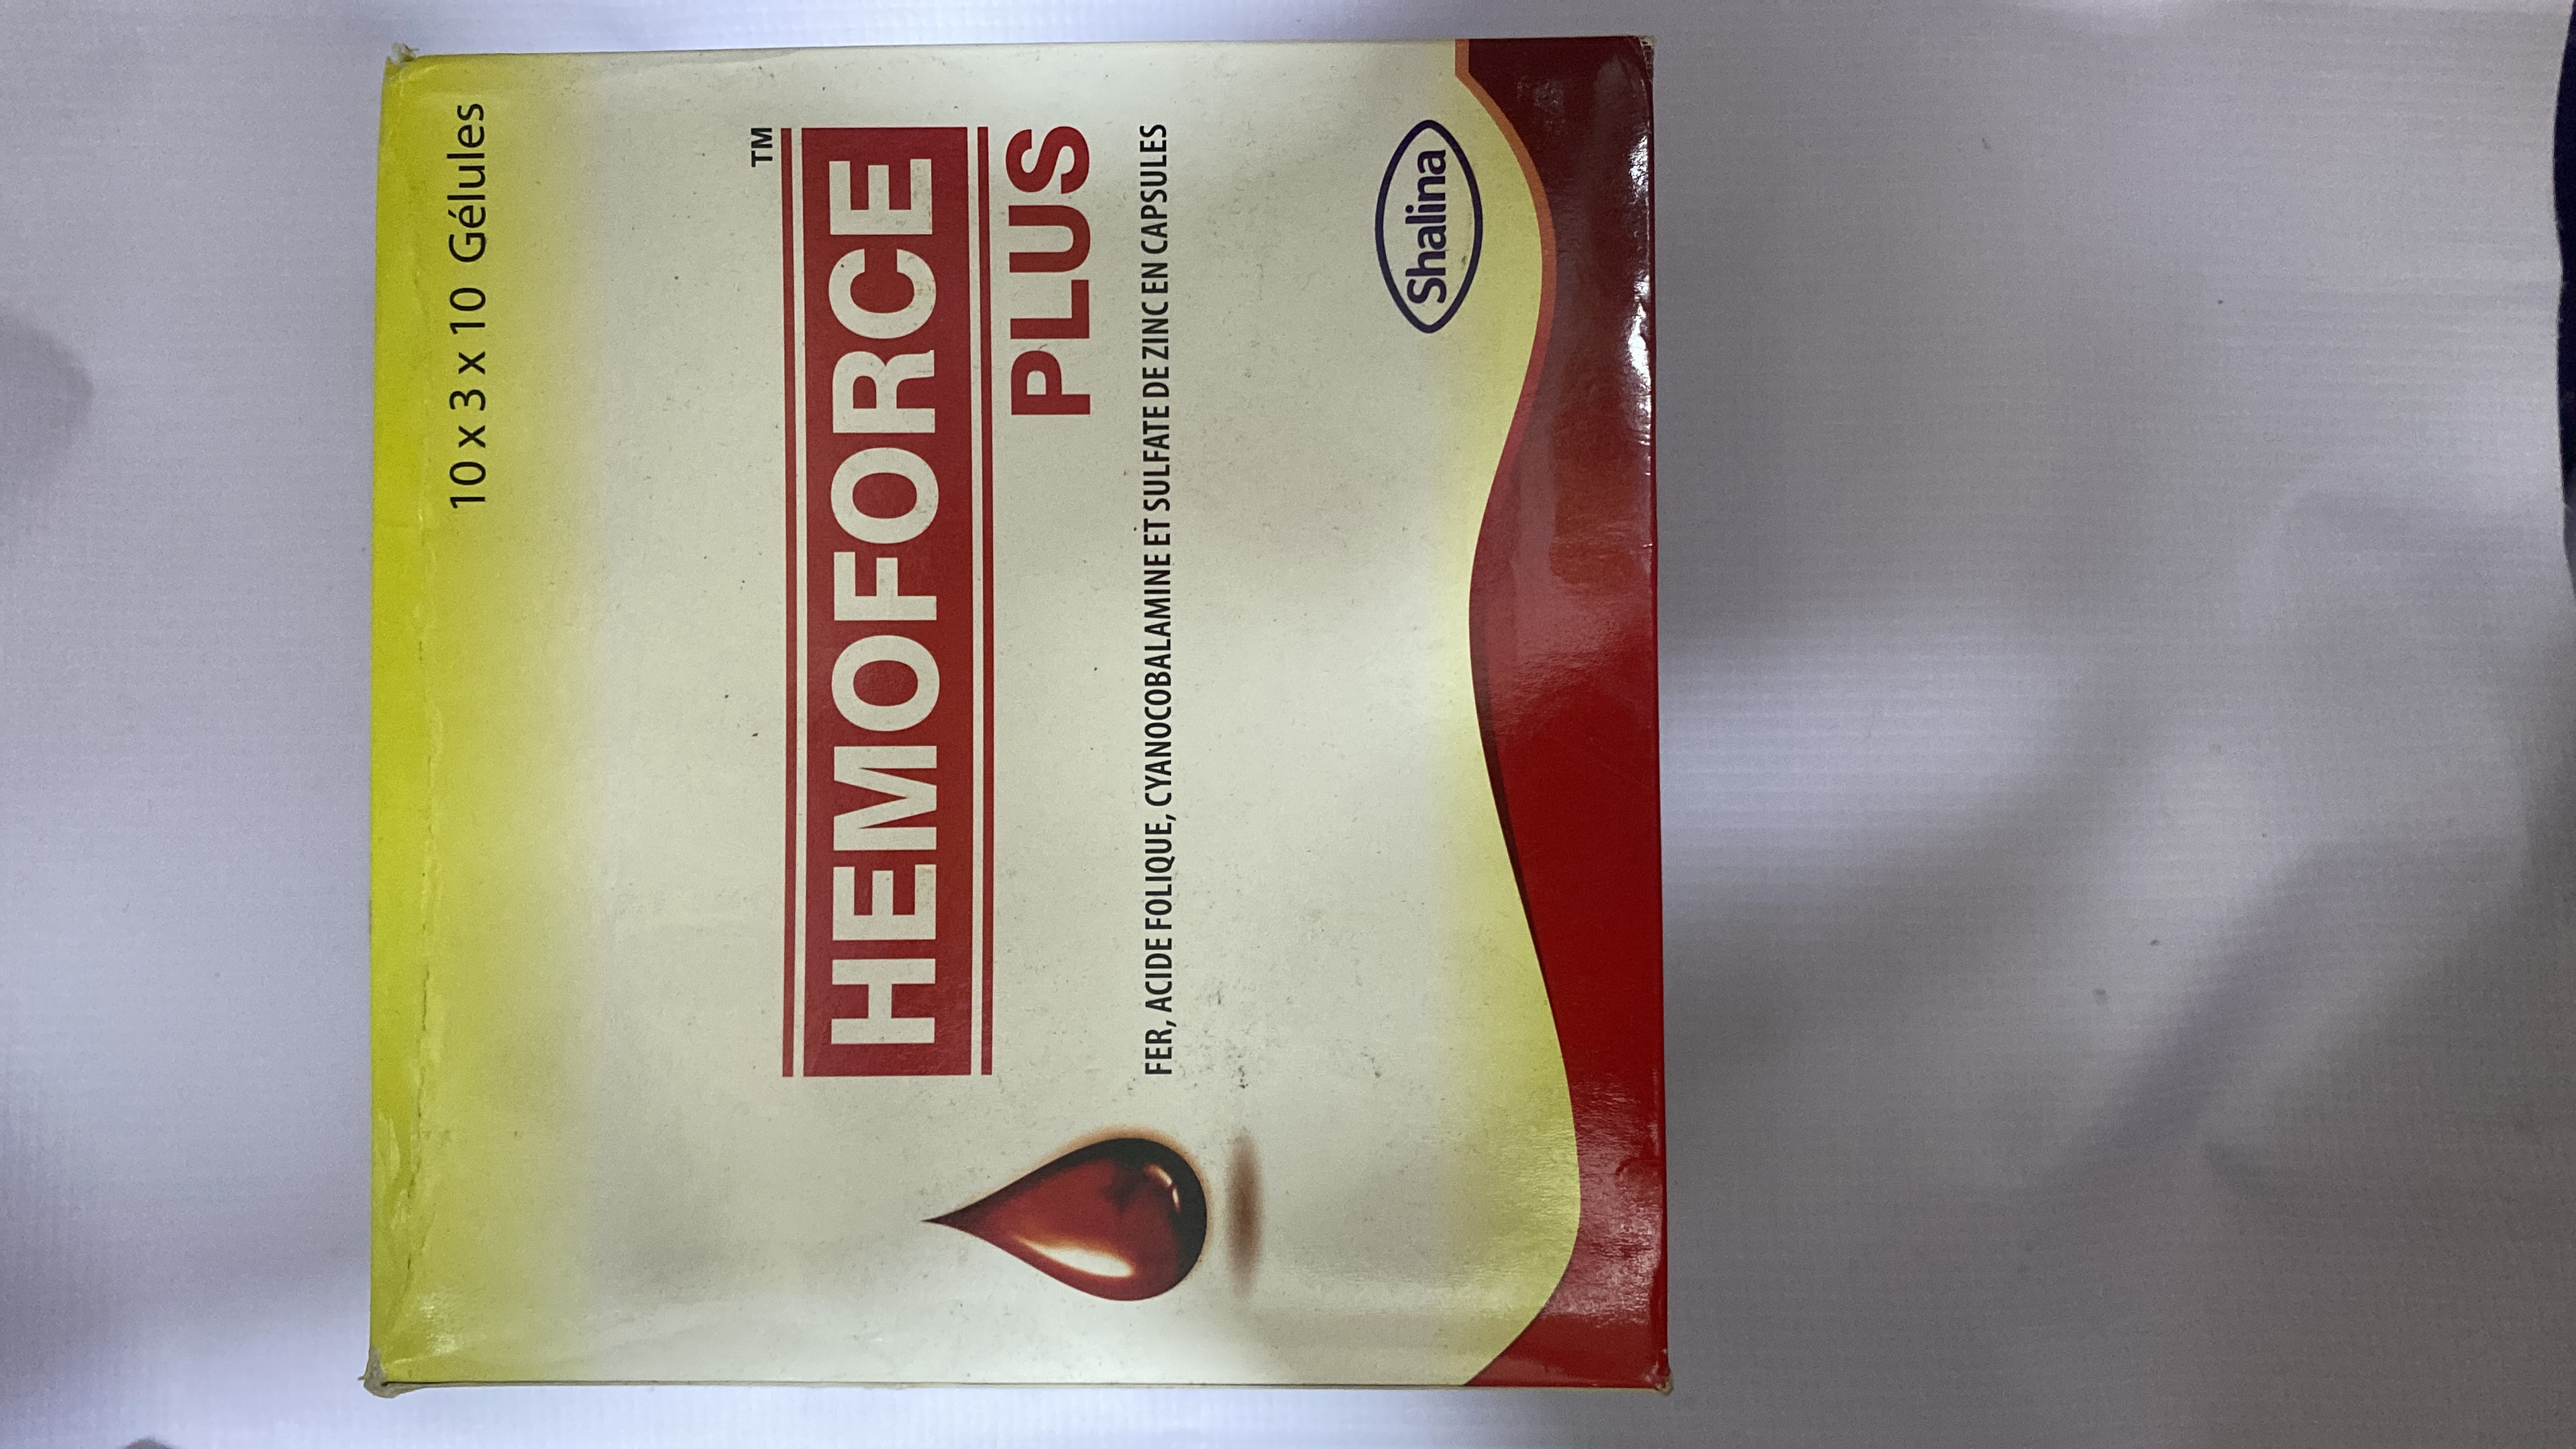 10 x 3 x 10 Gélules
HEMOFORCE™
PLUS
FER, ACIDE FOLIQUE, CYANOCOBALAMINE ET SULFATE DE ZINC EN CAPSULES
Shalina